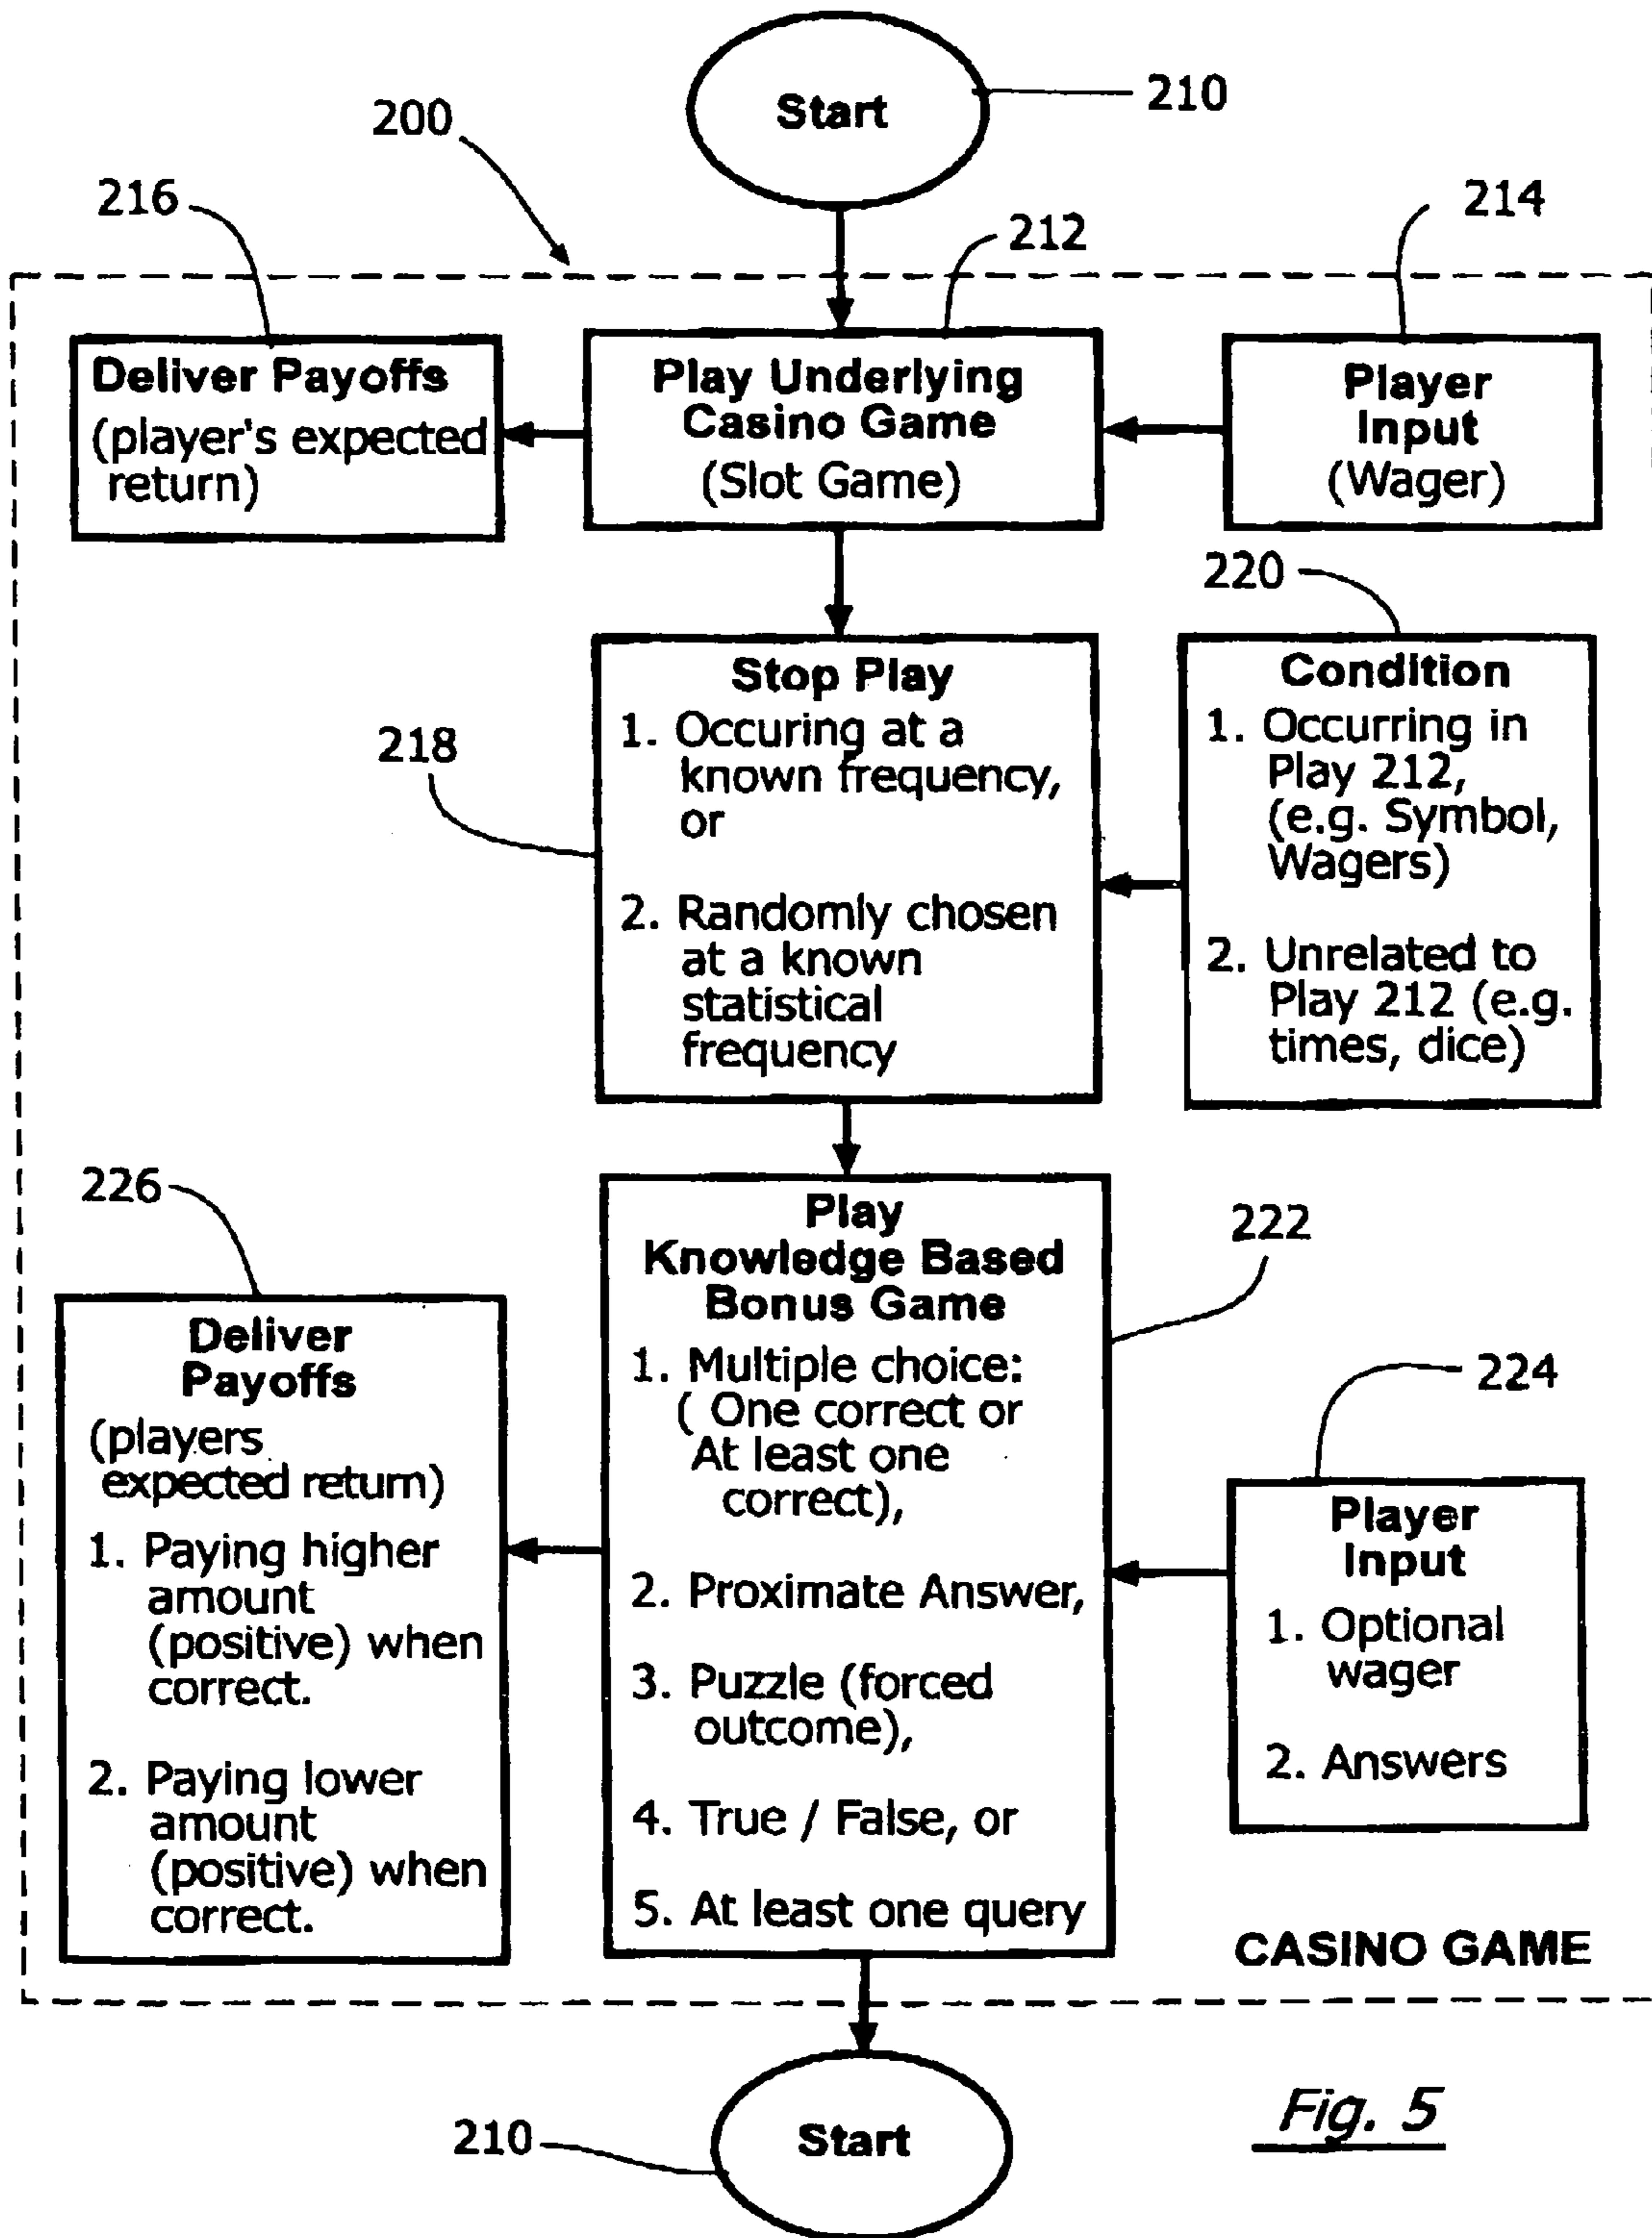 Start
210
200
216
212
214
Deliver Payoffs
(player's expected
return)
Play Underlying
Casino Game
(Slot Game)
Player
Input
(Wager)
220
218
Stop Play
1. Occuring at a
known frequency,
or
2. Randomly chosen
at a known
statistical
frequency
Condition
1. Occurring in
Play 212,
(e.g. Symbol,
Wagers)
2. Unrelated to
Play 212 (e.g.
times, dice)
226
222
Play
Knowledge Based
Bonus Game
1. Multiple choice:
( One correct or
At least one
correct),
2. Proximate Answer,
3. Puzzle (forced
outcome),
4. True / False, or
5. At least one query
Deliver
Payoffs
(players
expected return)
1. Paying higher
amount
(positive) when
correct.
2. Paying lower
amount
(positive) when
correct.
224
Player
Input
1. Optional
wager
2. Answers
CASINO GAME
210
Start
Fig. 5